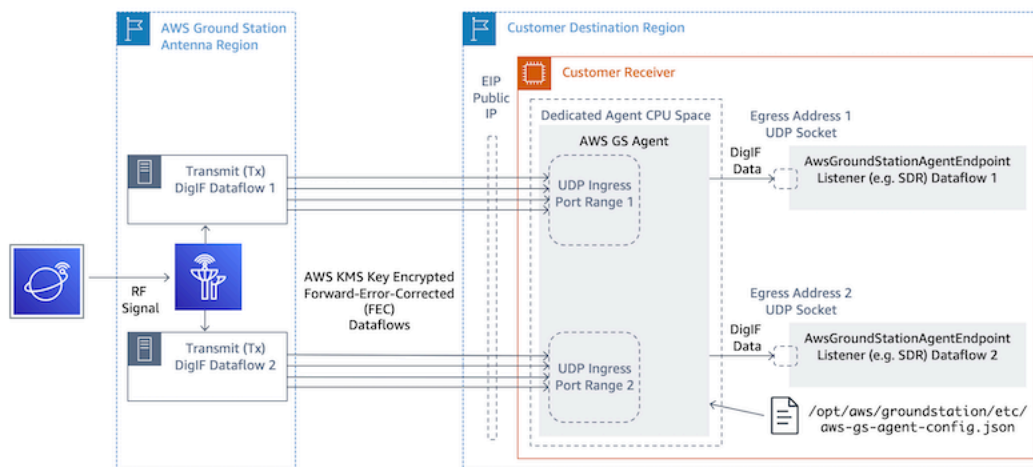 AWS Ground Station
Antenna Region
Customer Destination Region
Customer Receiver
EIP
Public
IP
Dedicated Agent CPU Space
AWS GS Agent
Egress Address 1
UDP Socket
Transmit (Tx)
DigIF Dataflow 1
UDP Ingress
Port Range 1
DigIF
Data
AwsGroundStationAgentEndpoint
Listener (e.g. SDR) Dataflow 1
RF
Signal
AWS KMS Key Encrypted
Forward-Error-Corrected
(FEC)
Dataflows
Egress Address 2
UDP Socket
Transmit (Tx)
DigIF Dataflow 2
UDP Ingress
Port Range 2
DigIF
Data
AwsGroundStationAgentEndpoint
Listener (e.g. SDR) Dataflow 2
/opt/aws/groundstation/etc/
aws-gs-agent-config.json